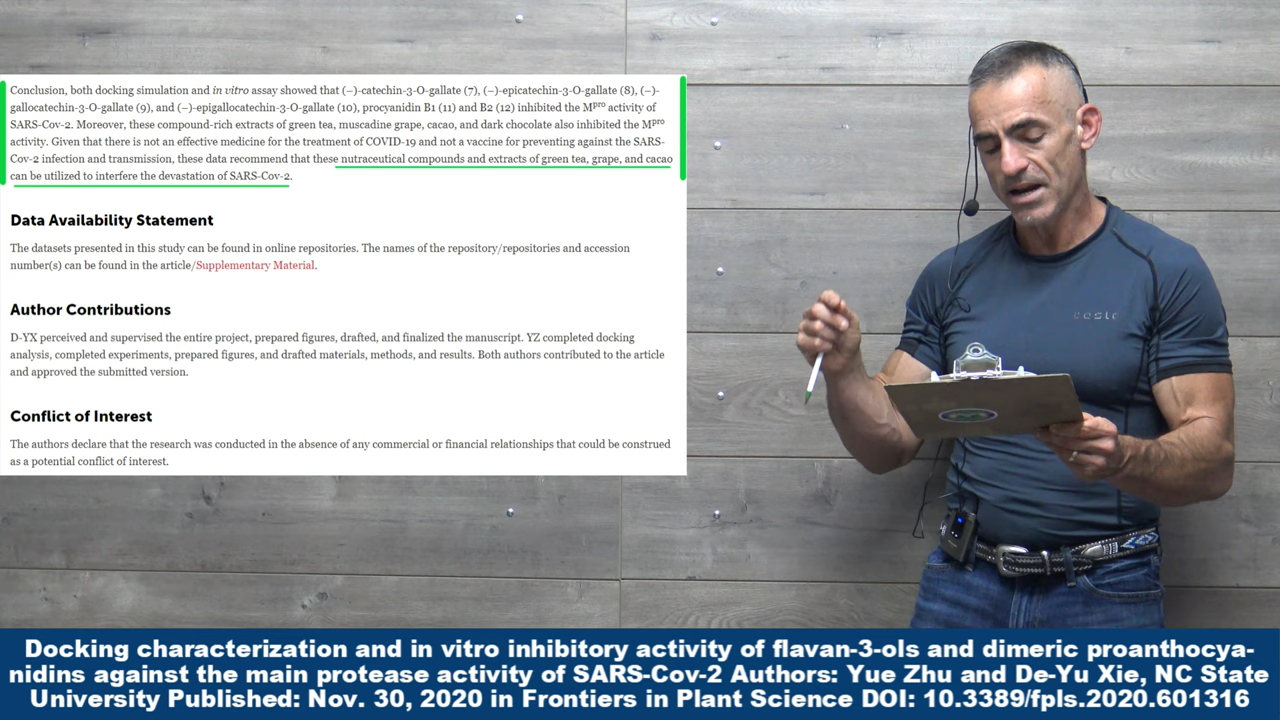 Conclusion, both docking simulation and in vitro assay showed that (−)-catechin-3-O-gallate (7), (−)-epicatechin-3-O-gallate (8), (−)-
gallocatechin-3-O-gallate (9), and (−)-epigallocatechin-3-O-gallate (10), procyanidin B1 (11) and B2 (12) inhibited the Mpro activity of
SARS-Cov-2. Moreover, these compound-rich extracts of green tea, muscadine grape, cacao, and dark chocolate also inhibited the Mpro
activity. Given that there is not an effective medicine for the treatment of COVID-19 and not a vaccine for preventing against the SARS-
Cov-2 infection and transmission, these data recommend that these nutraceutical compounds and extracts of green tea, grape, and cacao
can be utilized to interfere the devastation of SARS-Cov-2.
Data Availability Statement
The datasets presented in this study can be found in online repositories. The names of the repository/repositories and accession
number(s) can be found in the article/Supplementary Material.
Author Contributions
D-YX perceived and supervised the entire project, prepared figures, drafted, and finalized the manuscript. YZ completed docking
analysis, completed experiments, prepared figures, and drafted materials, methods, and results. Both authors contributed to the article
and approved the submitted version.
Conflict of Interest
The authors declare that the research was conducted in the absence of any commercial or financial relationships that could be construed
as a potential conflict of interest.
Docking characterization and in vitro inhibitory activity of flavan-3-ols and dimeric proanthocya-
nidins against the main protease activity of SARS-Cov-2 Authors: Yue Zhu and De-Yu Xie, NC State
University Published: Nov. 30, 2020 in Frontiers in Plant Science DOI: 10.3389/fpls.2020.601316